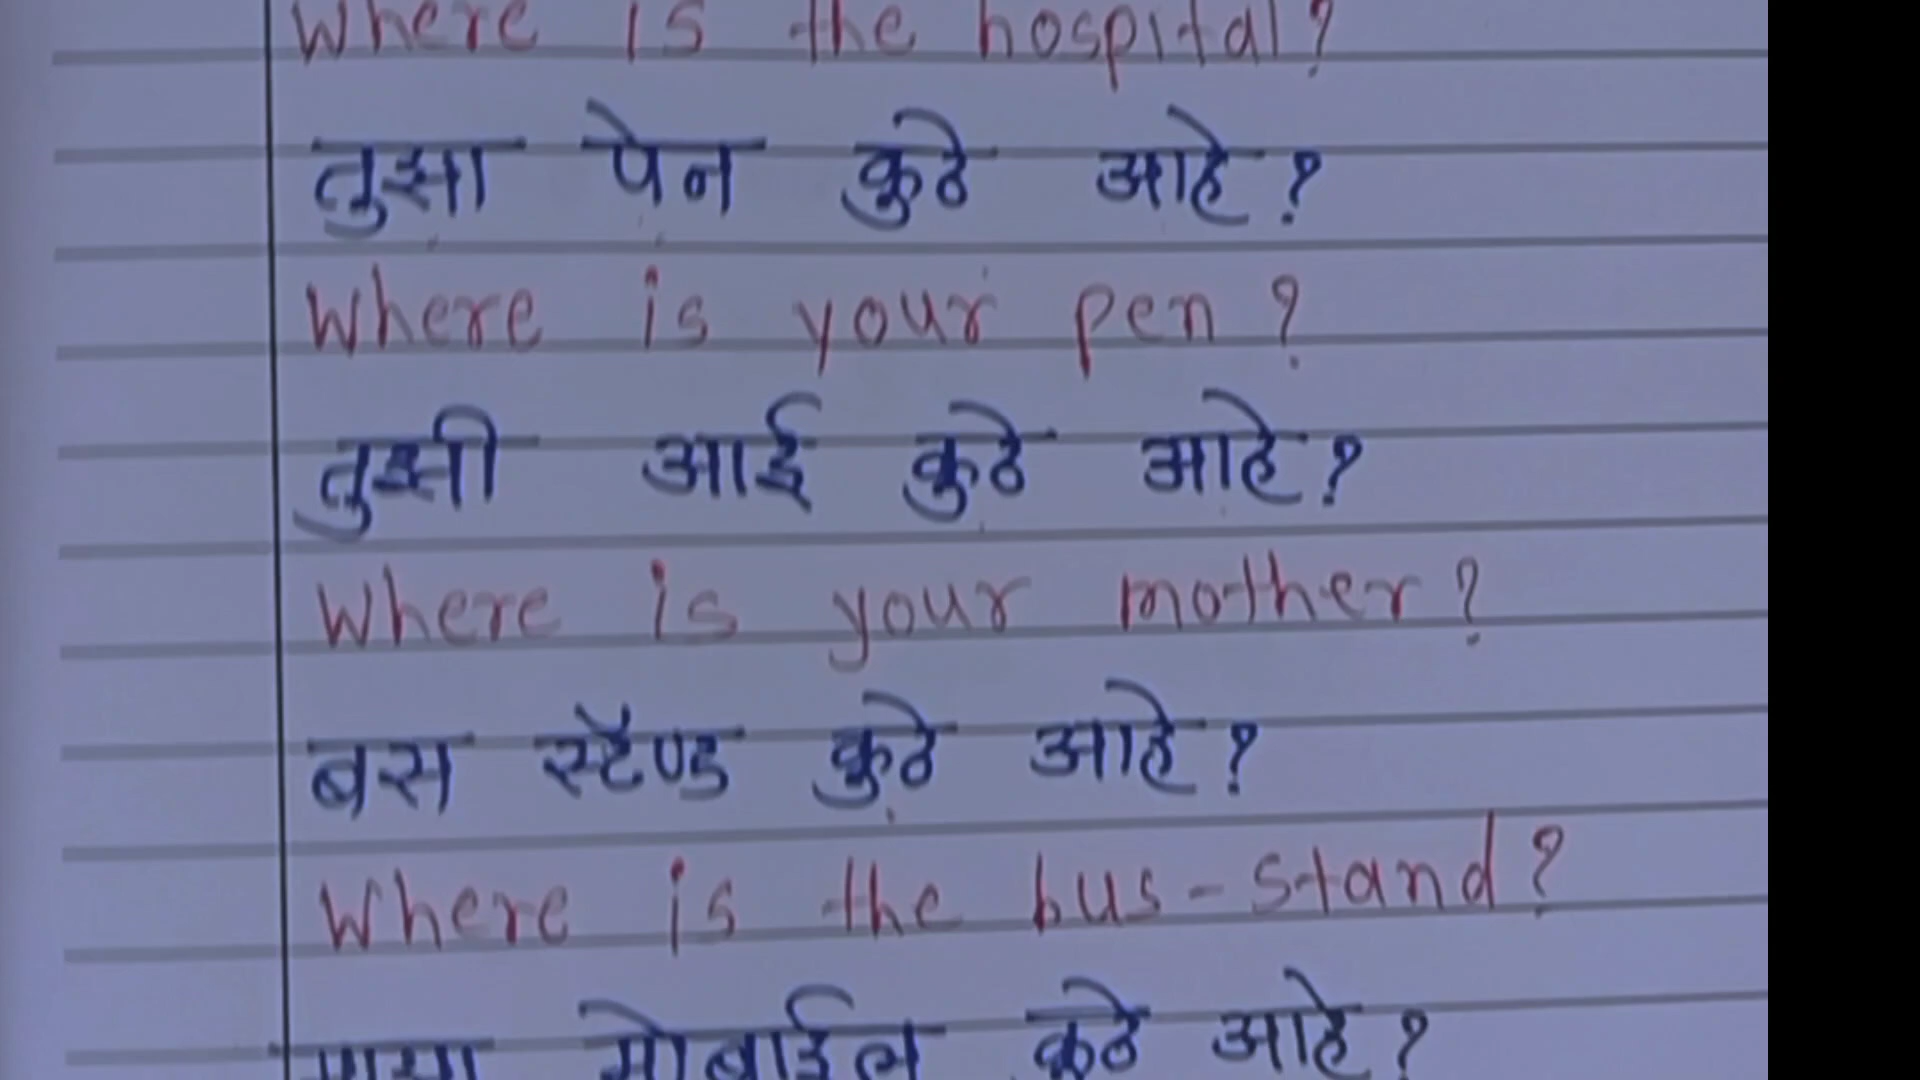 Where is the hospital?
तुझा पेन कुठे आहे?
Where is your pen?
तुझी आई कुठे आहे?
Where is your mother?
बस स्टॅण्ड कुठे आहे?
Where is the bus-stand?
मोबाईल कुठे आहे?